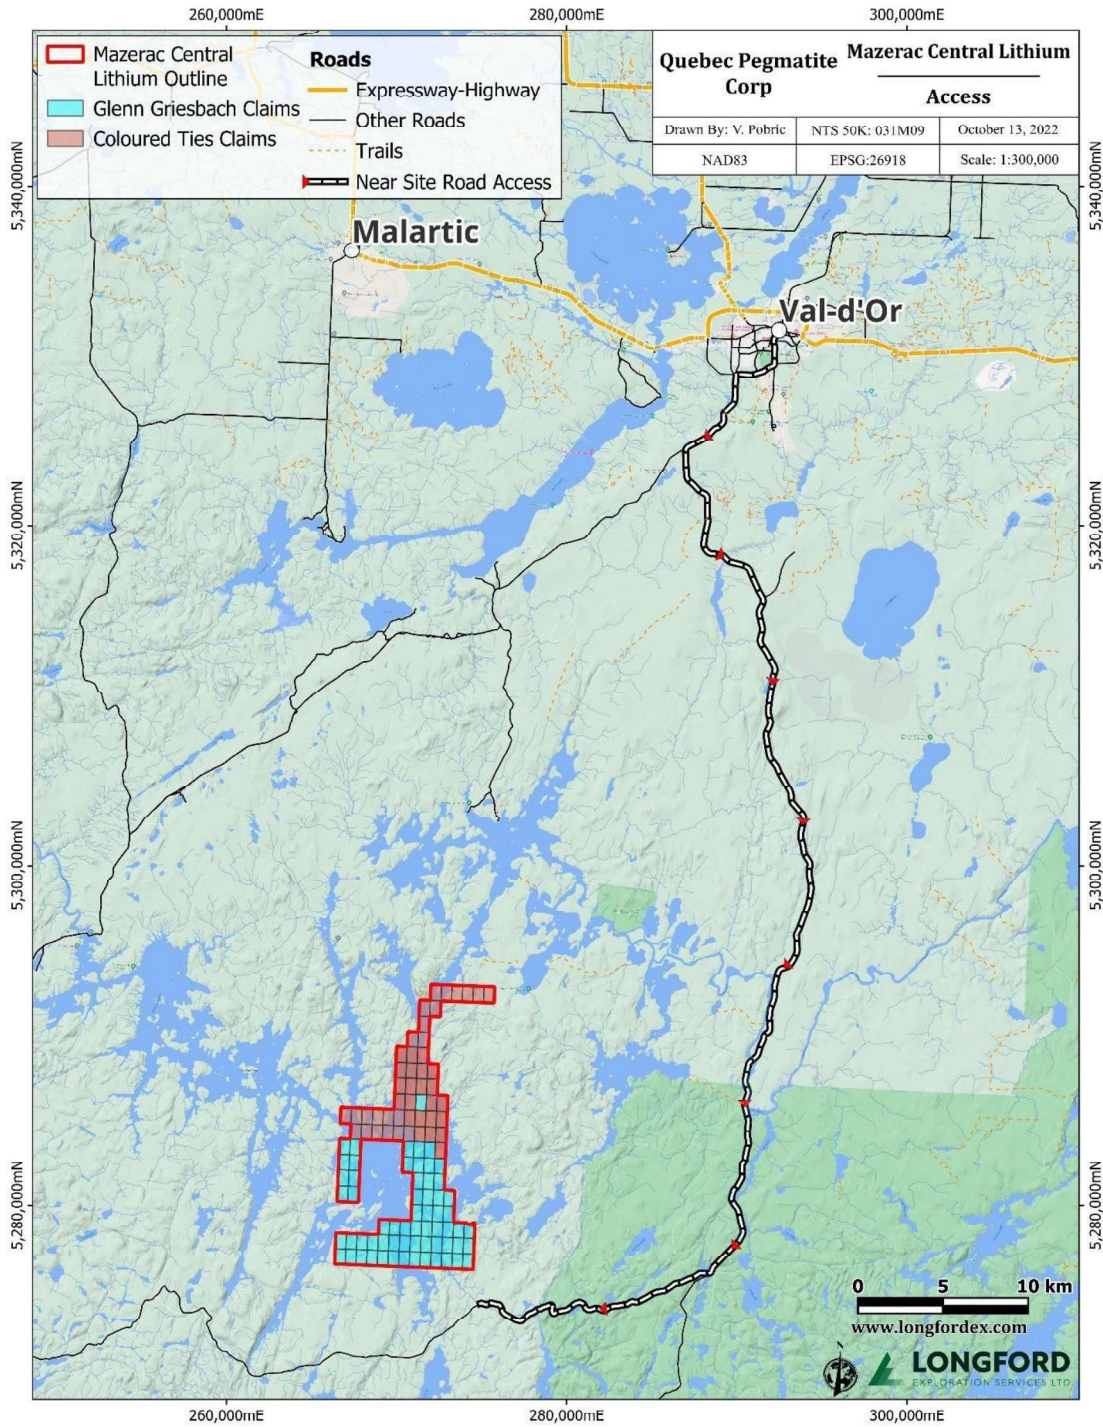 260,000mE
280,000mE
300,000mE
Mazerac Central
Lithium Outline
Glenn Griesbach Claims
Coloured Ties Claims
Roads
Expressway-Highway
Other Roads
Trails
Near Site Road Access
Quebec Pegmatite
Corp
Mazerac Central Lithium
Access
Drawn By: V. Pobric
NTS 50K: 031M09
October 13, 2022
NAD83
EPSG:26918
Scale: 1:300,000
5,340,000mN
5,340,000mN
Malartic
Val-d'Or
5,320,000mN
5,320,000mN
5,300,000mN
5,300,000mN
5,280,000mN
5,280,000mN
0 5 10 km
www.longfordex.com
LONGFORD
EXPLORATION SERVICES LTD.
260,000mE
280,000mE
300,000mE